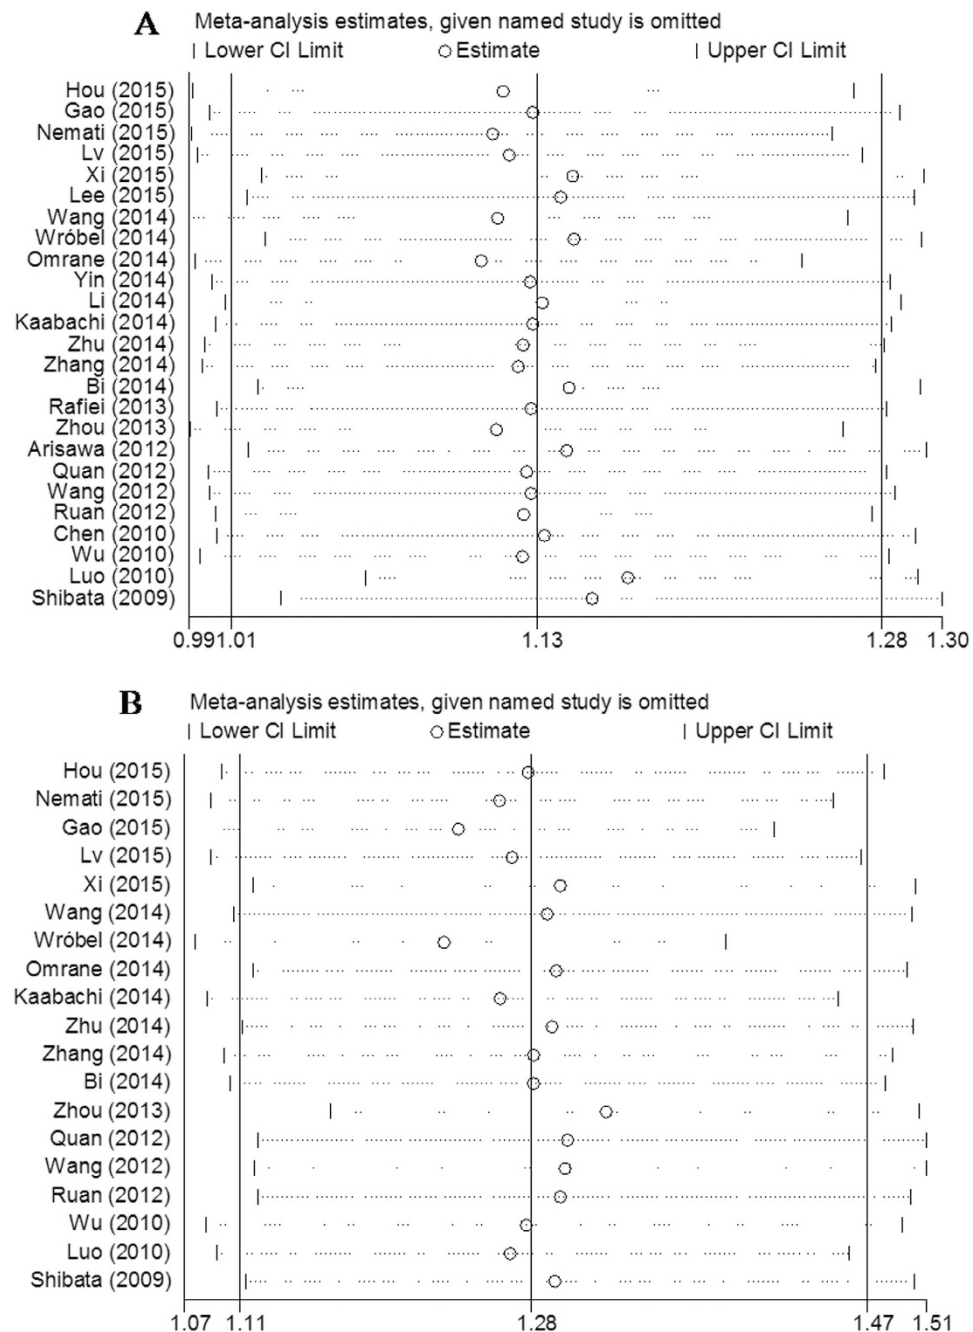 A Meta-analysis estimates, given named study is omitted
| Lower CI Limit ○ Estimate | Upper CI Limit
Hou (2015)
Gao (2015)
Nemati (2015)
Lv (2015)
Xi (2015)
Lee (2015)
Wang (2014)
Wróbel (2014)
Omrane (2014)
Yin (2014)
Li (2014)
Kaabachi (2014)
Zhu (2014)
Zhang (2014)
Bi (2014)
Rafiei (2013)
Zhou (2013)
Arisawa (2012)
Quan (2012)
Wang (2012)
Ruan (2012)
Chen (2010)
Wu (2010)
Luo (2010)
Shibata (2009)
0.99 1.01 1.13 1.28 1.30
B Meta-analysis estimates, given named study is omitted
| Lower CI Limit ○ Estimate | Upper CI Limit
Hou (2015)
Nemati (2015)
Gao (2015)
Lv (2015)
Xi (2015)
Wang (2014)
Wróbel (2014)
Omrane (2014)
Kaabachi (2014)
Zhu (2014)
Zhang (2014)
Bi (2014)
Zhou (2013)
Quan (2012)
Wang (2012)
Ruan (2012)
Wu (2010)
Luo (2010)
Shibata (2009)
1.07 1.11 1.28 1.47 1.51